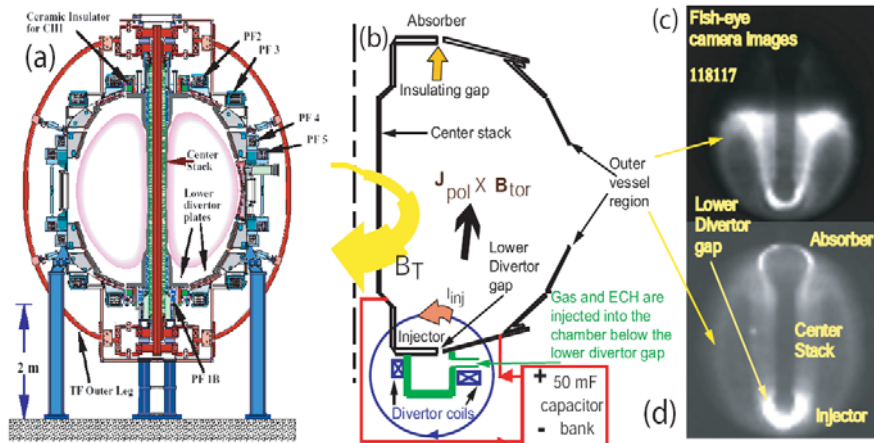 (a)
Ceramic Insulator
for CHI
PF2
PF 3
PF 4
PF 5
Center
Stack
Lower
divertor
plates
2 m
TF Outer Leg
PF 1B
(b)
Absorber
Insulating gap
Center stack
Jpol X Btor
Outer
vessel
region
BT
Lower
Divertor
gap
Iinj
Injector
Gas and ECH are
injected into the
chamber below the
lower divertor gap
Divertor coils
+ 50 mF
capacitor
- bank
(c)
Fish-eye
camera images
118117
Lower
Divertor
gap
Absorber
Center
Stack
Injector
(d)